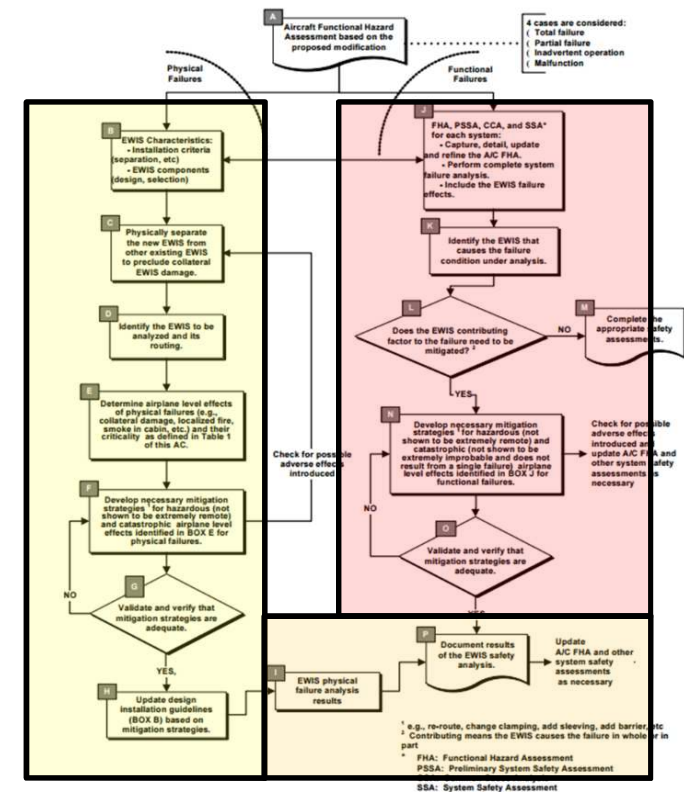 A
Aircraft Functional Hazard
Assessment based on the
proposed modification
4 cases are considered:
( Total failure
( Partial failure
( Inadvertent operation
( Malfunction
Physical
Failures
Functional
Failures
B
EWIS Characteristics:
- Installation criteria
(separation, etc)
- EWIS components
(design, selection)
C
Physically separate
the new EWIS from
other existing EWIS
to preclude collateral
EWIS damage.
D
Identify the EWIS to be
analyzed and its
routing.
E
Determine airplane level effects
of physical failures (e.g.,
collateral damage, localized fire,
smoke in cabin, etc.) and their
criticality as defined in Table 1
of this AC.
Check for possible
adverse effects
introduced
F
Develop necessary mitigation
strategies 1 for hazardous (not
shown to be extremely remote)
and catastrophic airplane level
effects identified in BOX E for
physical failures.
NO
G
Validate and verify that
mitigation strategies are
adequate.
YES,
H
Update design
installation guidelines
(BOX B) based on
mitigation strategies.
I
EWIS physical
failure analysis
results
J
FHA, PSSA, CCA, and SSA*
for each system:
- Capture, detail, update
and refine the A/C FHA.
- Perform complete system
failure analysis.
- Include the EWIS failure
effects.
K
Identify the EWIS that
causes the failure
condition under analysis.
L
Does the EWIS contributing
factor to the failure need to be
mitigated? 2
NO
M
Complete the
appropriate safety
assessments.
YES
N
Develop necessary mitigation
strategies 1 for hazardous (not
shown to be extremely remote)
and catastrophic (not shown to be
extremely improbable and does not
result from a single failure) airplane
level effects identified in BOX J for
functional failures.
Check for possible
adverse effects
introduced and
update A/C FHA and
other system safety
assessments as
necessary
NO
O
Validate and verify that
mitigation strategies are
adequate.
YES
P
Document results
of the EWIS safety
analysis.
Update
A/C FHA and other
system safety
assessments
as necessary
1 e.g., re-route, change clamping, add sleeving, add barrier, etc
2 Contributing means the EWIS causes the failure in whole or in
part
* FHA: Functional Hazard Assessment
PSSA: Preliminary System Safety Assessment
SSA: System Safety Assessment